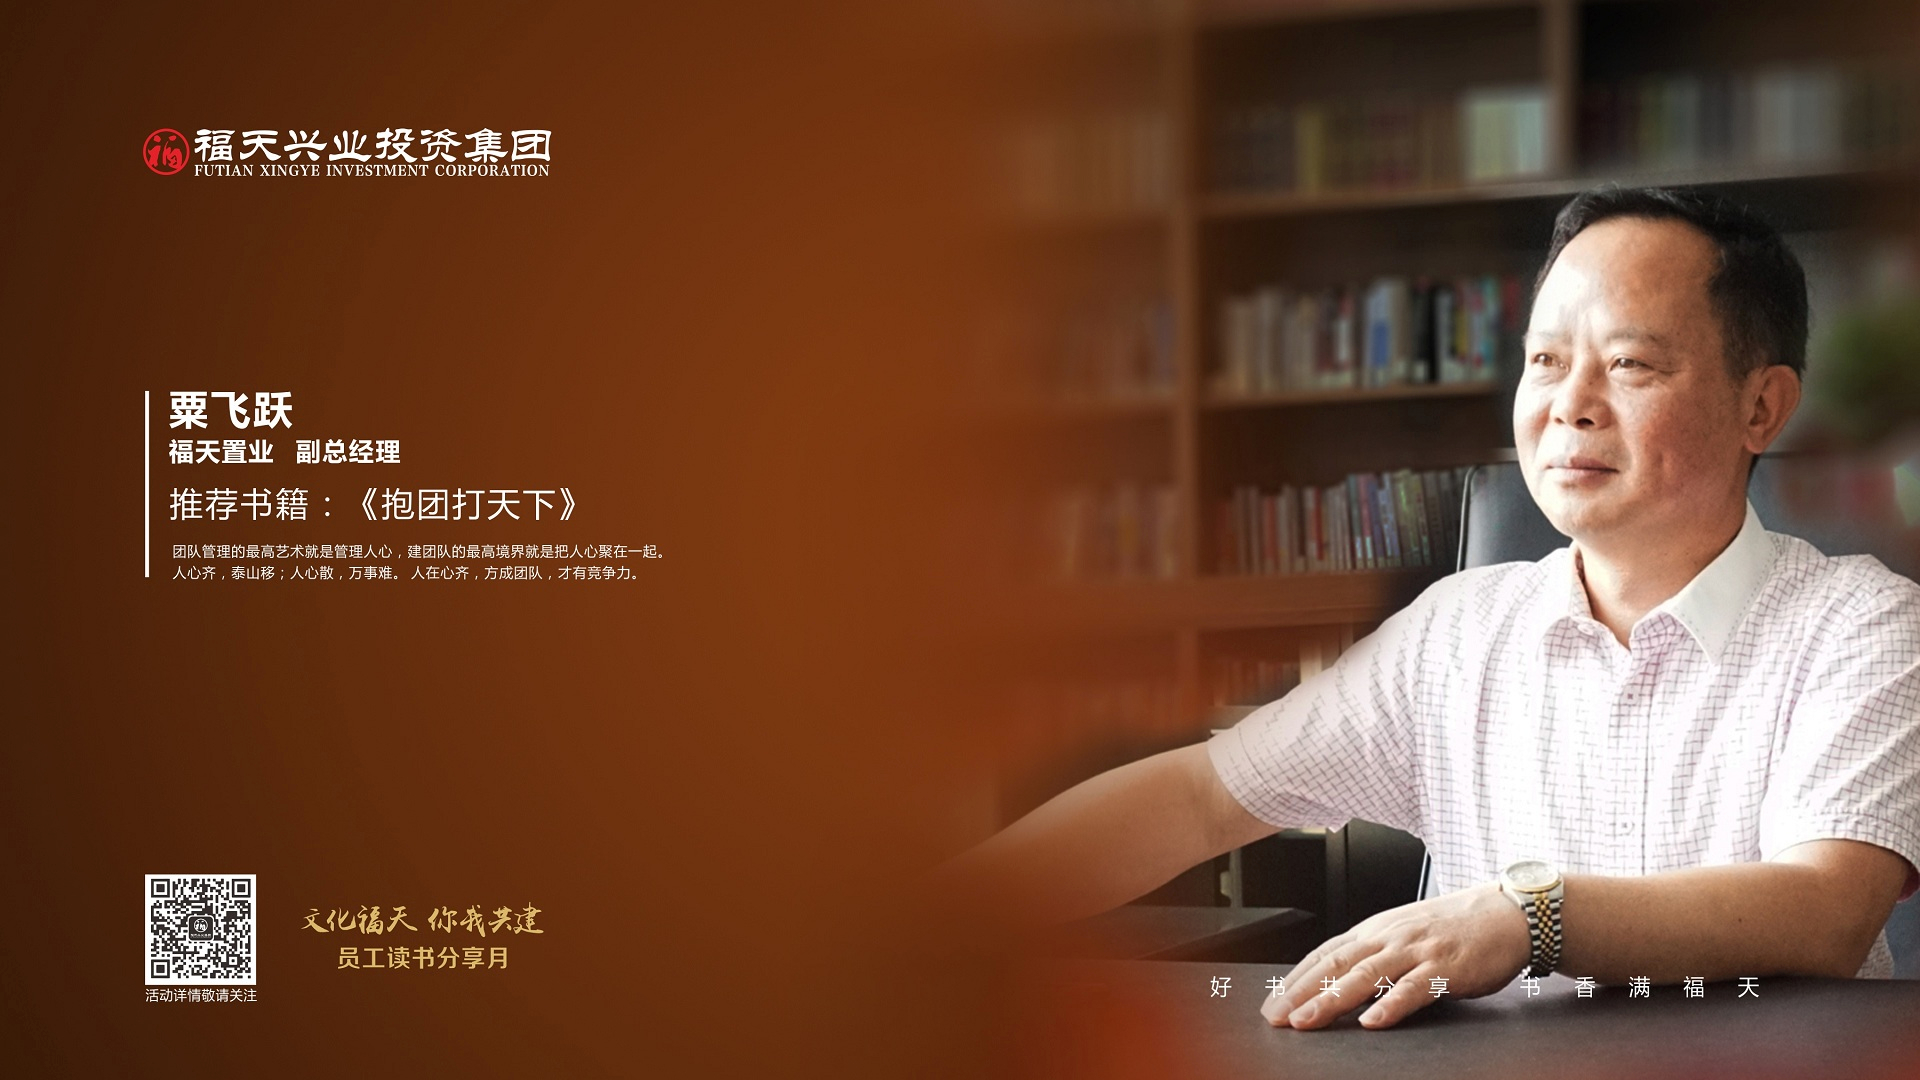 福天兴业投资集团
FUTIAN XINGYE INVESTMENT CORPORATION
粟飞跃
福天置业 副总经理
推荐书籍：《抱团打天下》
团队管理的最高艺术就是管理人心，建团队的最高境界就是把人心聚在一起。
人心齐，泰山移；人心散，万事难。人在心齐，方成团队，才有竞争力。
文化福天 你我共建
员工读书分享月
活动详情敬请关注
好书共分享 书香满福天